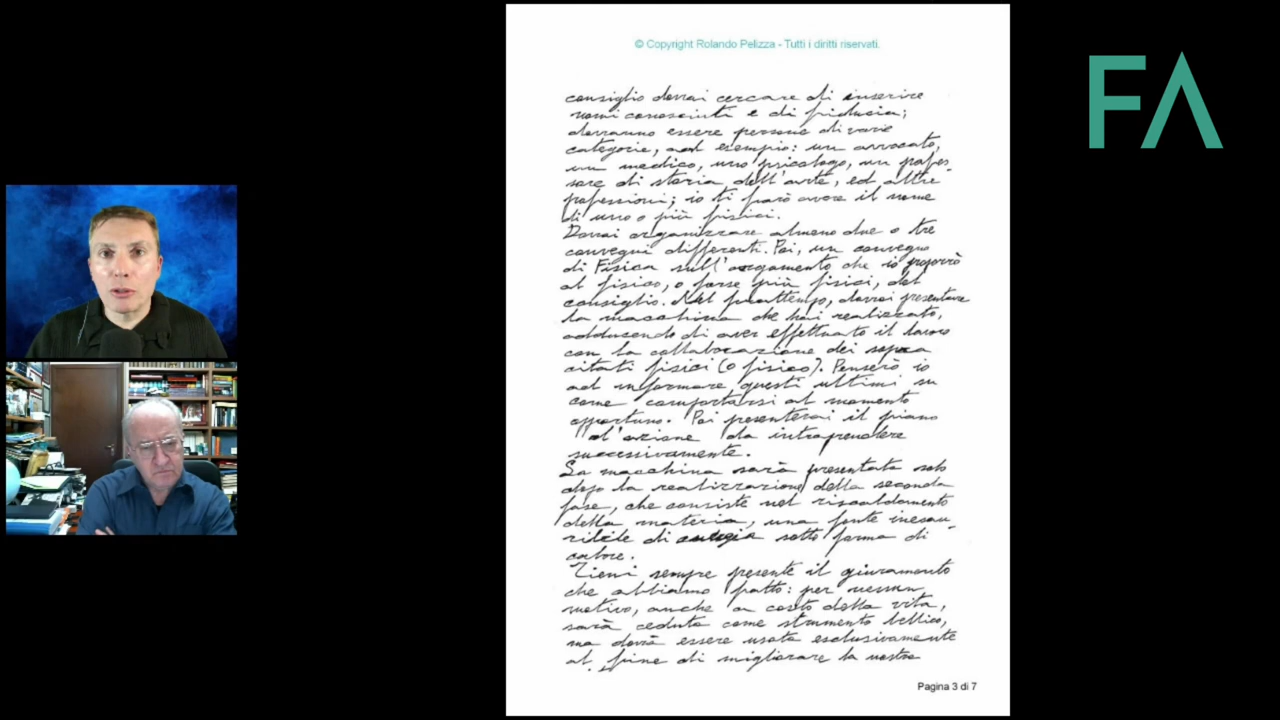 © Copyright Rolando Pelizza - Tutti i diritti riservati.
FA
consiglio dovrai cercare di inserire
nomi conosciuti e di fiducia;
dovranno essere persone di varie
categorie, ad esempio: un avvocato,
un medico, uno psicologo, un profes
sore di storia dell'arte, ed altre
professioni; io ti farò avere il nome
di uno o più fisici.
Dovrai organizzare almeno due o tre
convegni differenti. Poi, un convegno
di Fisica sull'argomento che io proporrò
al fisico, o forse più fisici, del
consiglio. Nel frattempo, dovrai presentare
la macchina che hai realizzato,
adducendo di aver effettuato il lavoro
con la collaborazione dei sopra
citati fisici (o fisico). Penserò io
ad informare questi ultimi su
come comportarsi al momento
opportuno. Poi presenterai il piano
d'azione da intraprendere
successivamente.
La macchina sarà presentata solo
dopo la realizzazione della seconda
fase, che consiste nel riscaldamento
della materia, una fonte inesau-
ribile di energia sotto forma di
calore.
Tieni sempre presente il giuramento
che abbiamo fatto: per nessun
motivo, anche a costo della vita,
sarà ceduta come strumento bellico,
ma dovrà essere usata esclusivamente
al fine di migliorare la nostra
Pagina 3 di 7